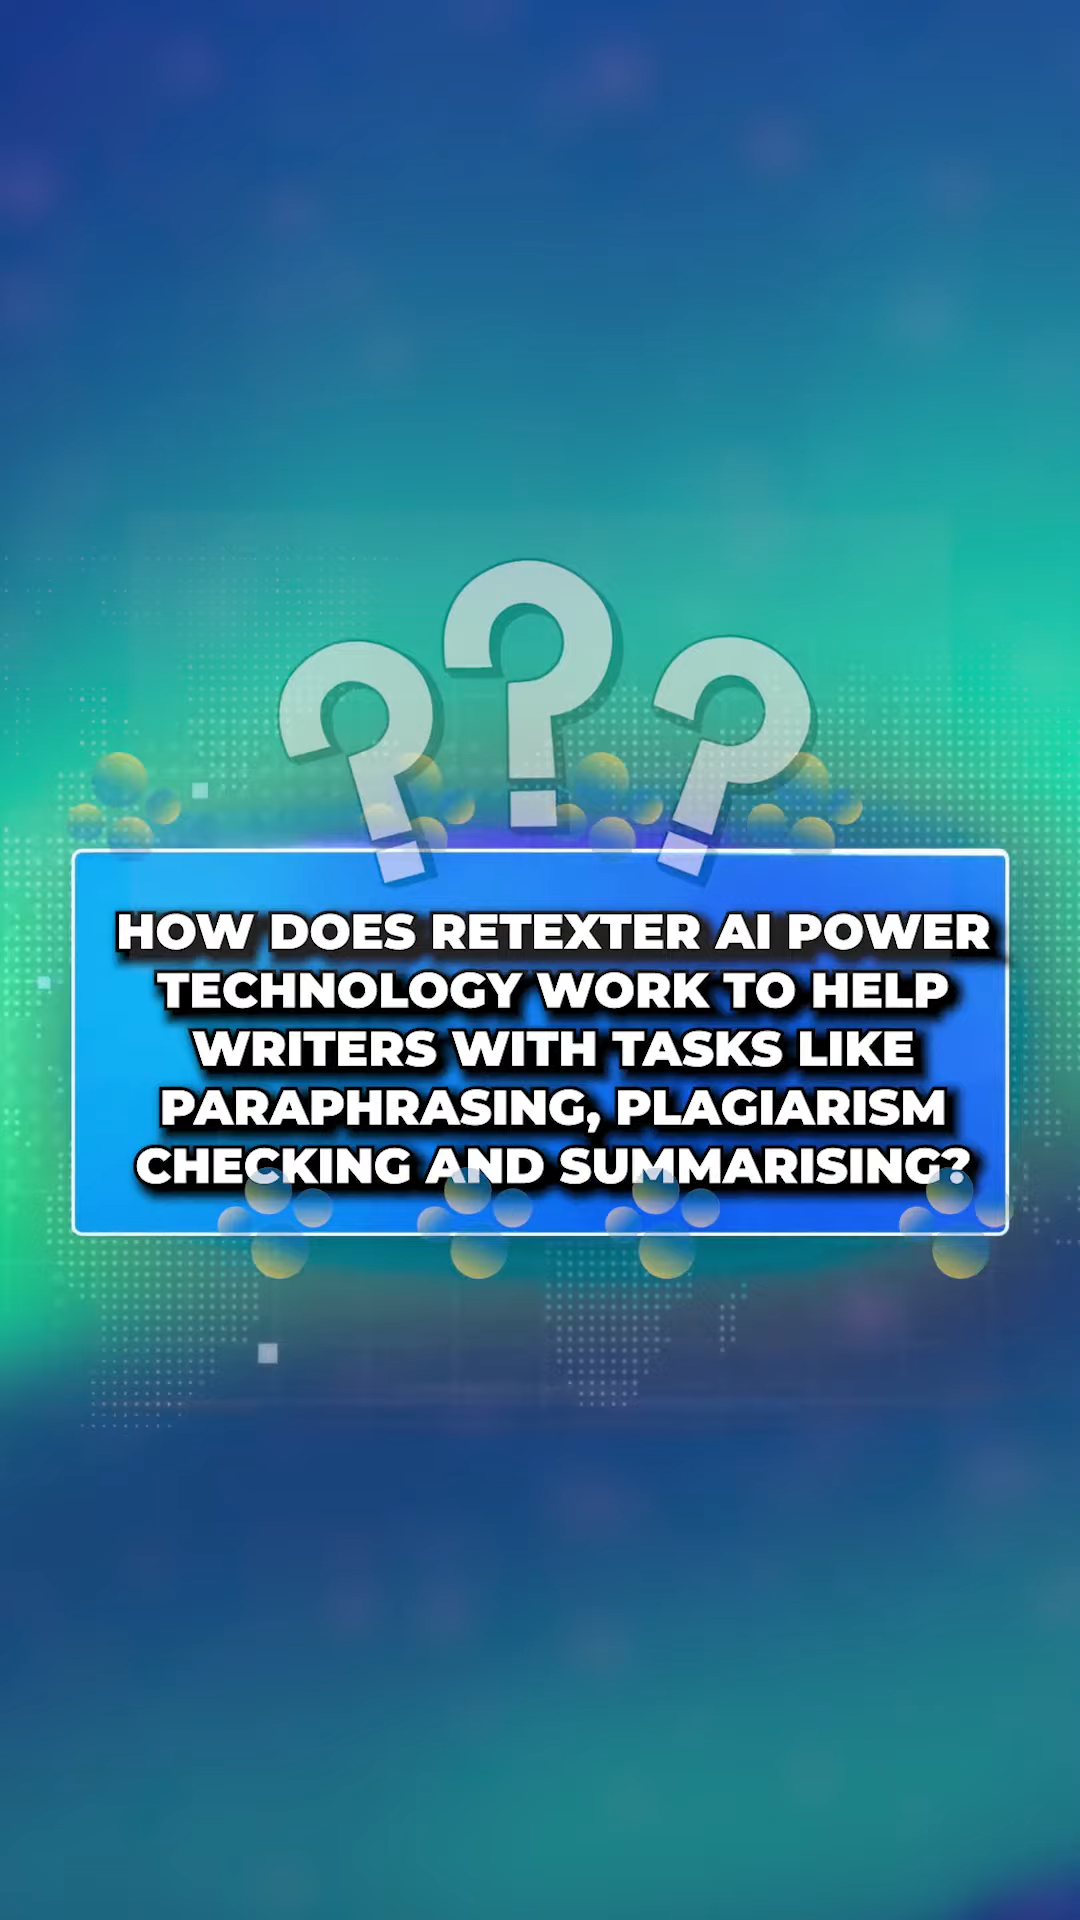 ???
HOW DOES RETEXTER AI POWER
TECHNOLOGY WORK TO HELP
WRITERS WITH TASKS LIKE
PARAPHRASING, PLAGIARISM
CHECKING AND SUMMARISING?